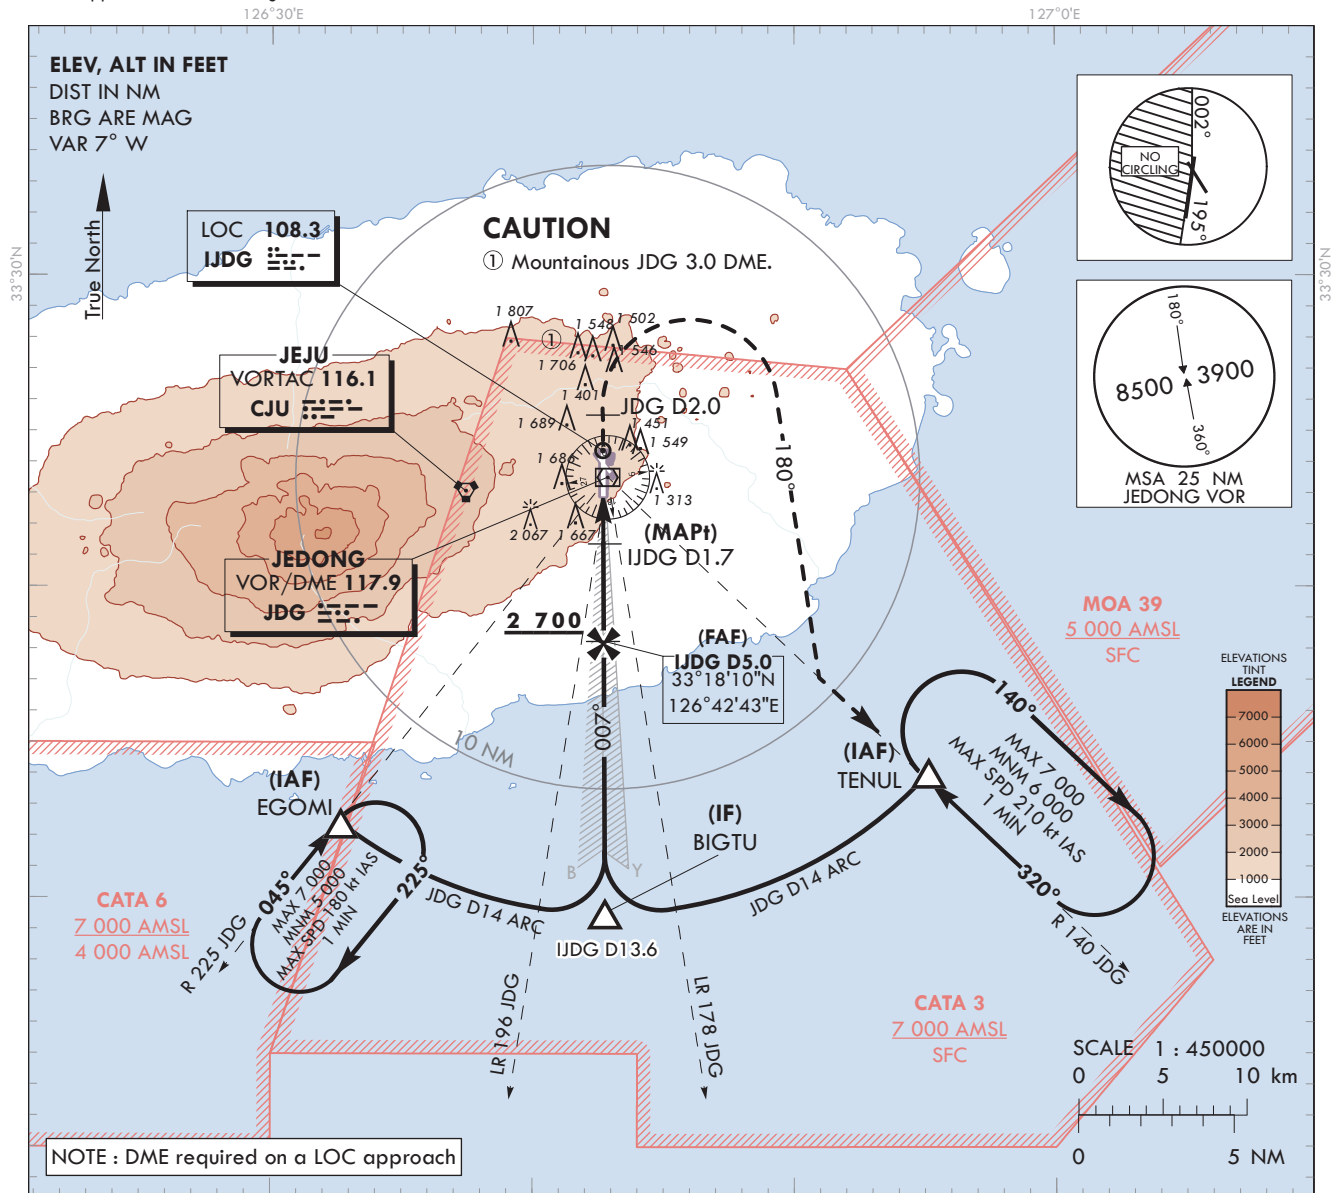 126°30'E
127°0'E
ELEV, ALT IN FEET
DIST IN NM
BRG ARE MAG
VAR 7° W
True North
33°30'N
33°30'N
LOC 108.3
IJDG
CAUTION
① Mountainous JDG 3.0 DME.
NO
CIRCLING
002°
195°
180°
8500
3900
360°
MSA 25 NM
JEDONG VOR
JEJU
VORTAC 116.1
CJU
1 807
①
1 548
1 502
1 546
1 706
1 401
JDG D2.0
1 689
1 451
1 549
1 686
27
1 313
2 067
1 667
180°
(MAPt)
IJDG D1.7
JEDONG
VOR/DME 117.9
JDG
2 700
(FAF)
IJDG D5.0
33°18'10"N
126°42'43"E
MOA 39
5 000 AMSL
SFC
ELEVATIONS
TINT
LEGEND
7000
6000
5000
4000
3000
2000
1000
Sea Level
ELEVATIONS
ARE IN
FEET
007°
10 NM
(IAF)
EGOMI
(IAF)
TENUL
(IF)
BIGTU
B
Y
140°
MAX 7 000
MNM 6 000
MAX SPD 210 kt IAS
1 MIN
320°
R 140 JDG
045°
MAX 7 000
MNM 5 000
MAX SPD 180 kt IAS
1 MIN
225°
R 225 JDG
JDG D14 ARC
JDG D14 ARC
IJDG D13.6
LR 196 JDG
LR 178 JDG
CATA 6
7 000 AMSL
4 000 AMSL
CATA 3
7 000 AMSL
SFC
SCALE 1 : 450000
0 5 10 km
0 5 NM
NOTE : DME required on a LOC approach